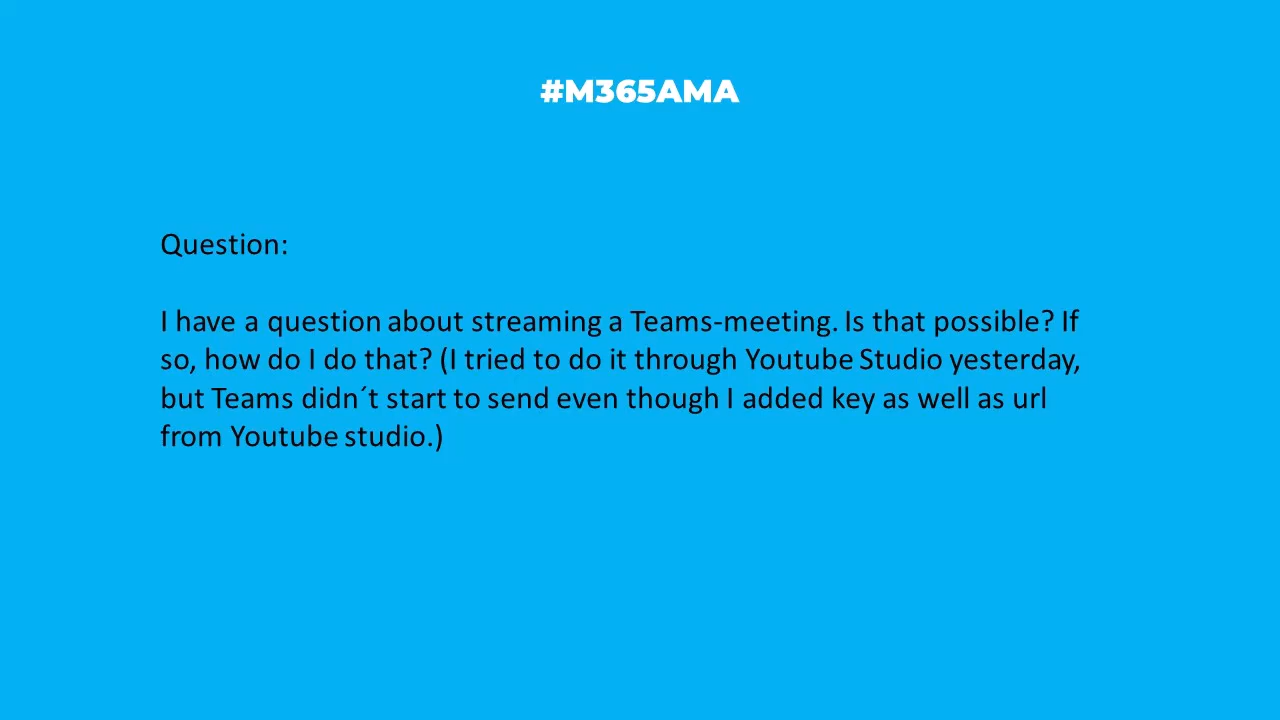 #M365AMA
Question:
I have a question about streaming a Teams-meeting. Is that possible? If
so, how do I do that? (I tried to do it through Youtube Studio yesterday,
but Teams didn´t start to send even though I added key as well as url
from Youtube studio.)